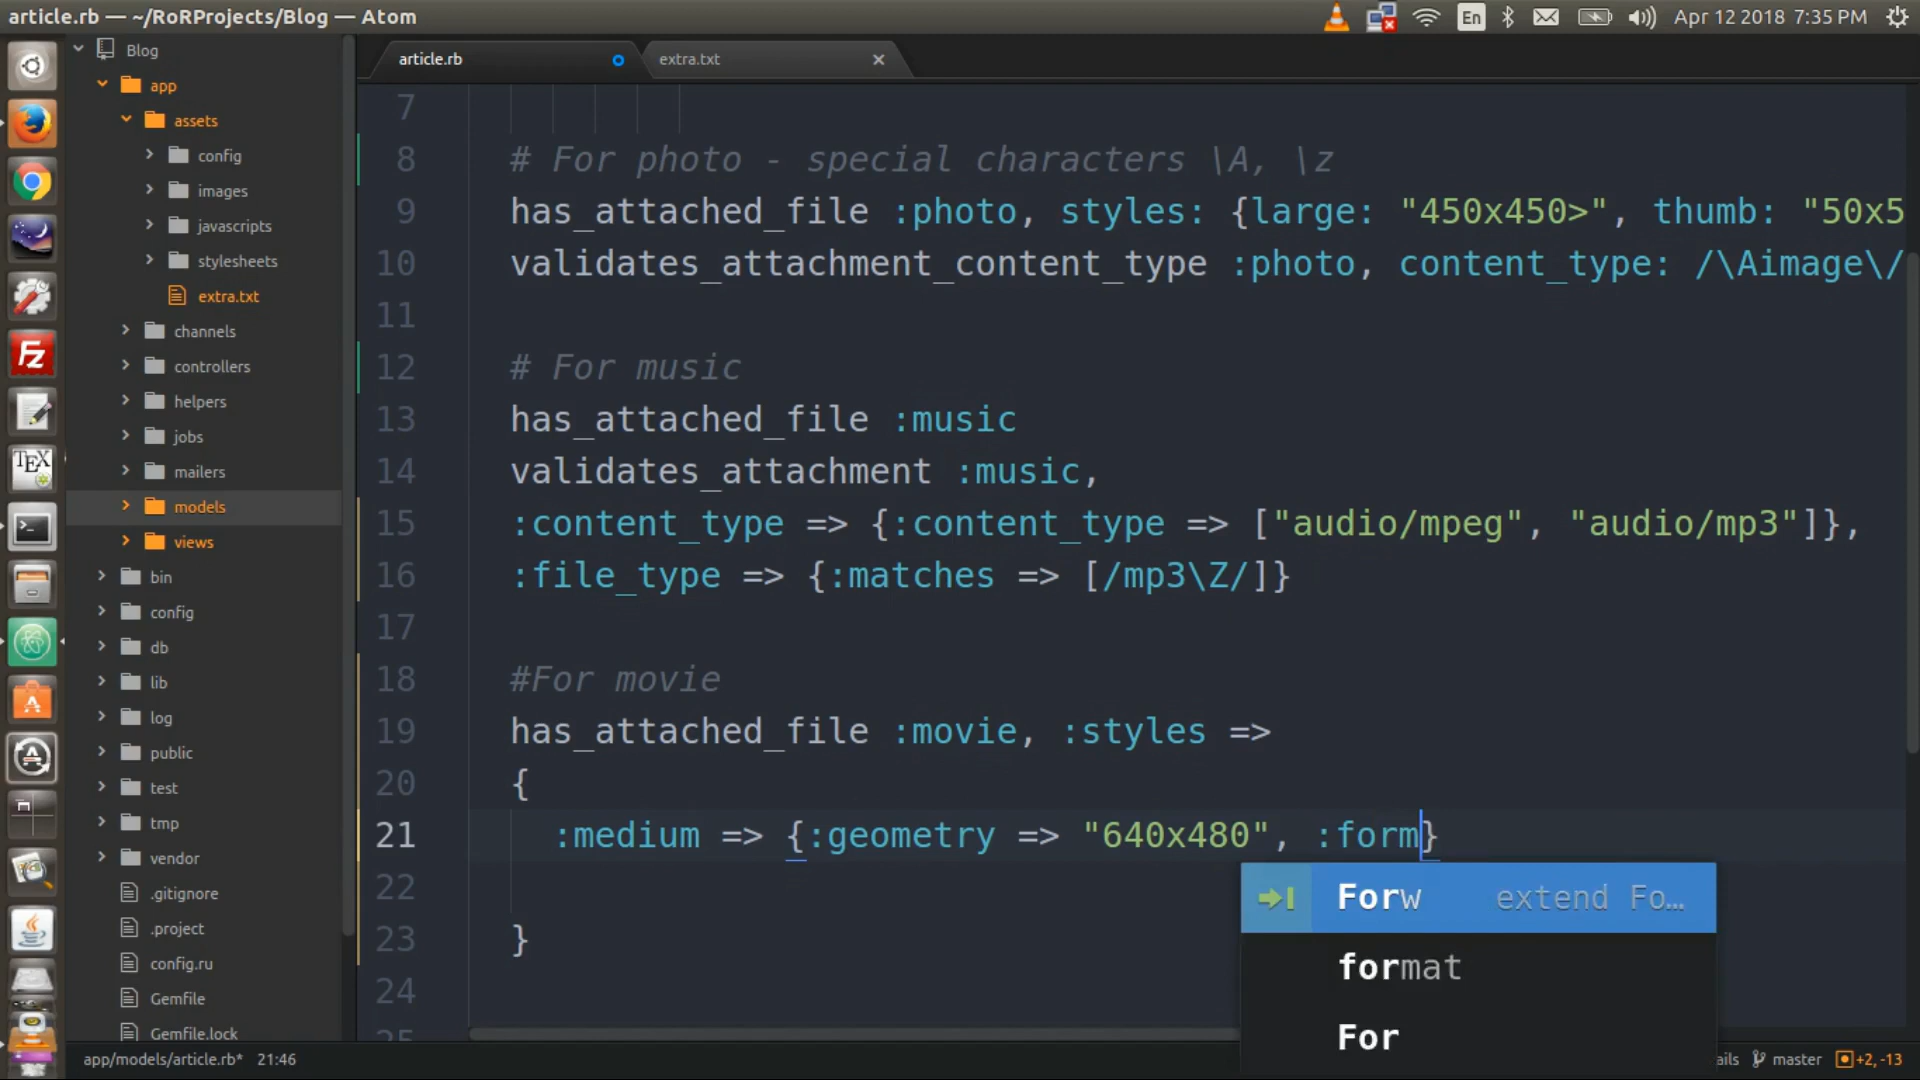 article.rb — ~/RoRProjects/Blog — Atom
En
Apr 12 2018 7:35 PM
Blog
app
assets
config
images
javascripts
stylesheets
extra.txt
channels
controllers
helpers
jobs
mailers
models
views
bin
config
db
lib
log
public
test
tmp
vendor
.gitignore
.project
config.ru
Gemfile
Gemfile.lock
article.rb
extra.txt
7
8 # For photo - special characters \A, \z
9 has_attached_file :photo, styles: {large: "450x450>", thumb: "50x5
10 validates_attachment_content_type :photo, content_type: /\Aimage\/
11
12 # For music
13 has_attached_file :music
14 validates_attachment :music,
15 :content_type => {:content_type => ["audio/mpeg", "audio/mp3"]},
16 :file_type => {:matches => [/mp3\Z/]}
17
18 #For movie
19 has_attached_file :movie, :styles =>
20 {
21 :medium => {:geometry => "640x480", :form}
22
23 }
24
25
Forw extend Fo...
format
For
app/models/article.rb* 21:46
ails master +2, -13